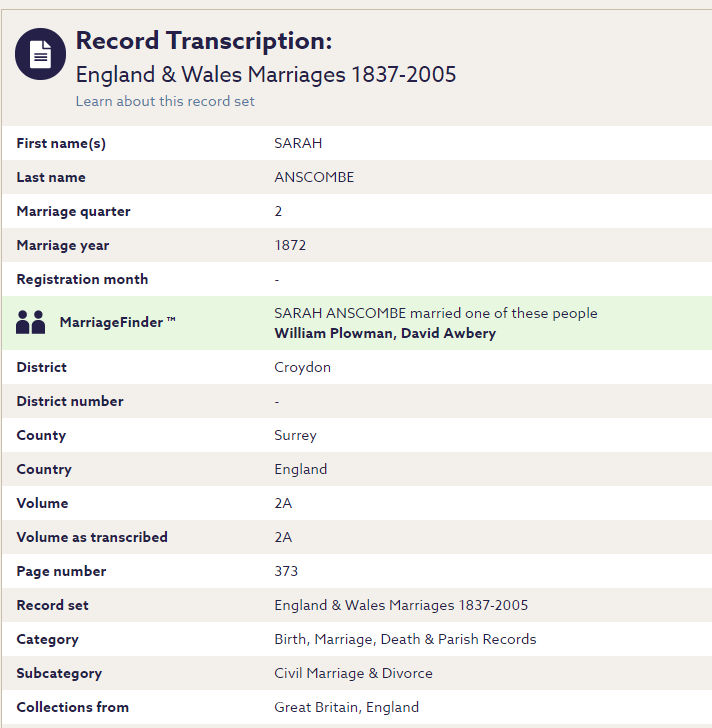 Record Transcription:
England & Wales Marriages 1837-2005
Learn about this record set
First name(s) SARAH
Last name ANSCOMBE
Marriage quarter 2
Marriage year 1872
Registration month -
MarriageFinder ™ SARAH ANSCOMBE married one of these people
William Plowman, David Awbery
District Croydon
District number -
County Surrey
Country England
Volume 2A
Volume as transcribed 2A
Page number 373
Record set England & Wales Marriages 1837-2005
Category Birth, Marriage, Death & Parish Records
Subcategory Civil Marriage & Divorce
Collections from Great Britain, England